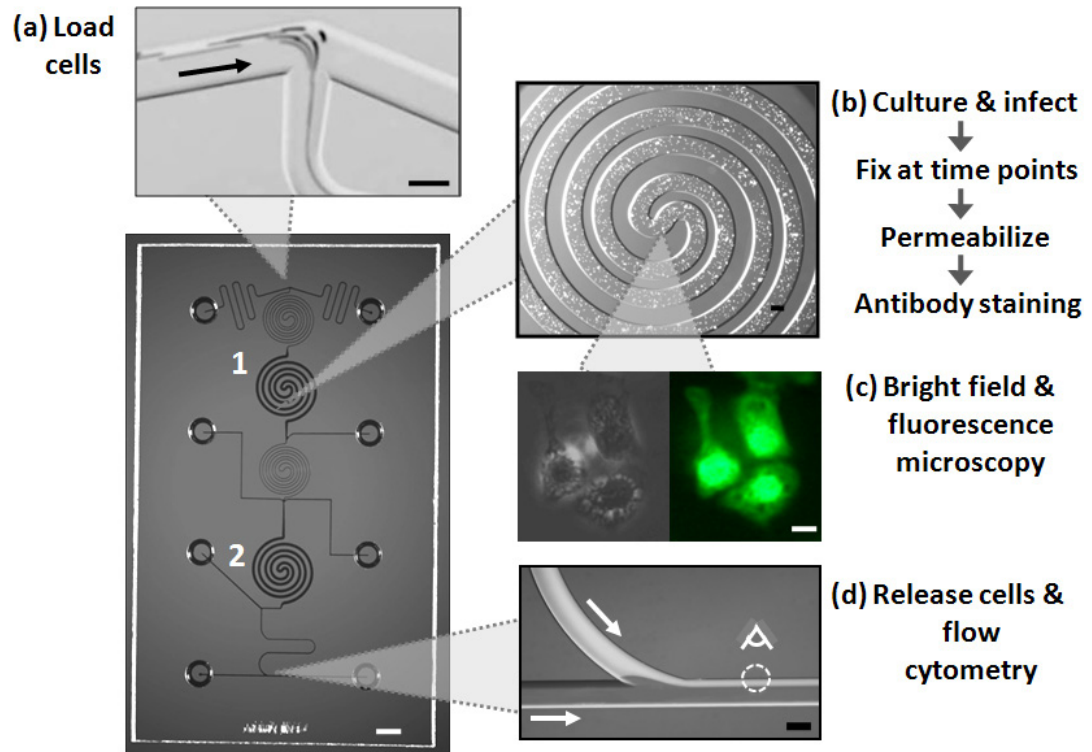 (a) Load
cells
(b) Culture & infect
Fix at time points
Permeabilize
Antibody staining
1
(c) Bright field &
fluorescence
microscopy
2
(d) Release cells &
flow
cytometry